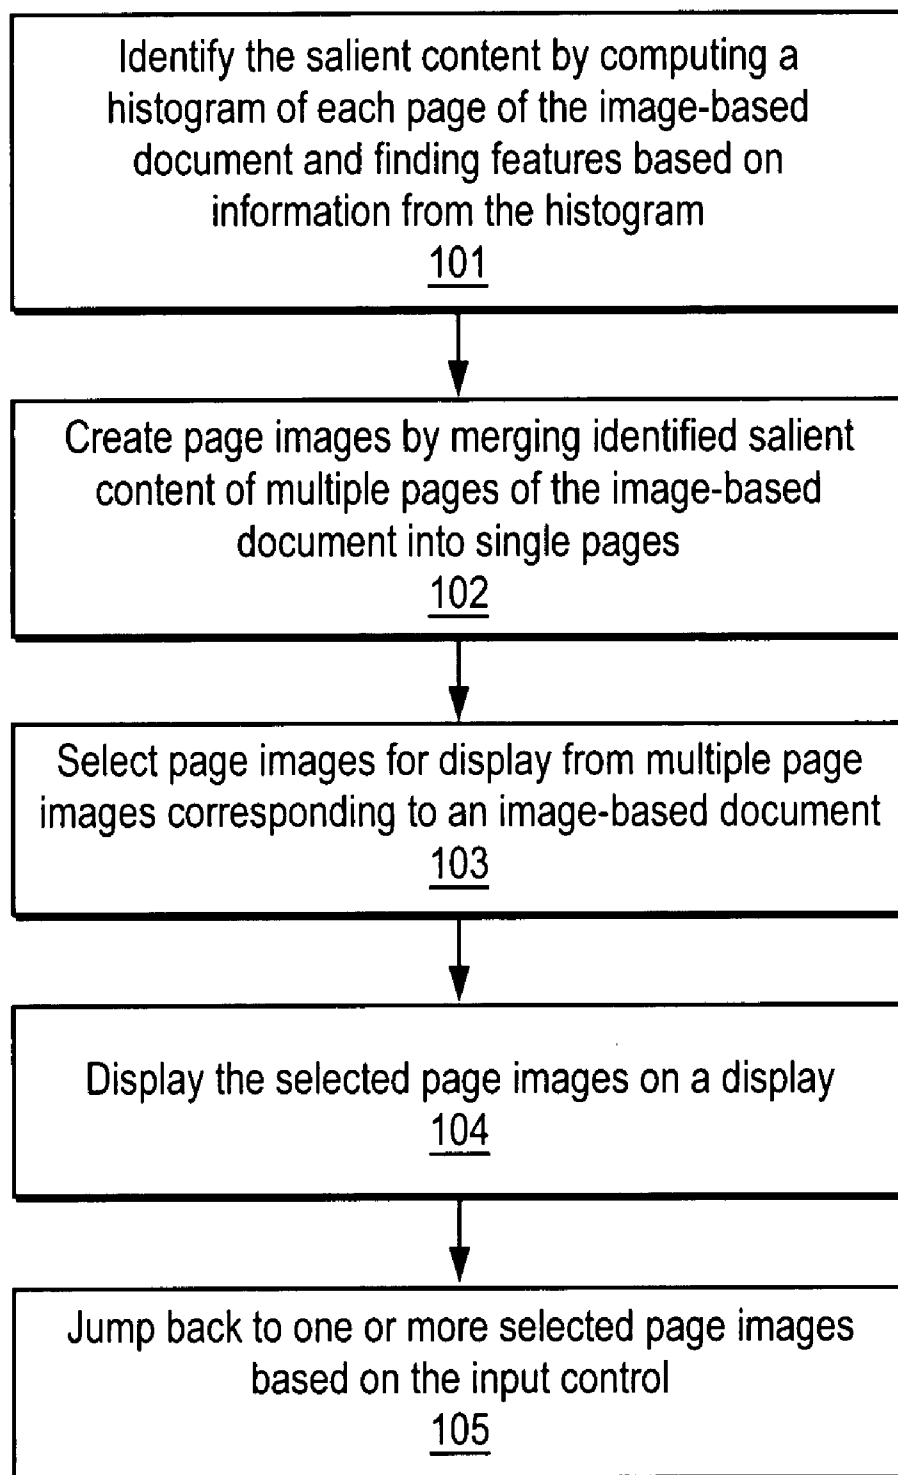 Identify the salient content by computing a
histogram of each page of the image-based
document and finding features based on
information from the histogram
101
Create page images by merging identified salient
content of multiple pages of the image-based
document into single pages
102
Select page images for display from multiple page
images corresponding to an image-based document
103
Display the selected page images on a display
104
Jump back to one or more selected page images
based on the input control
105